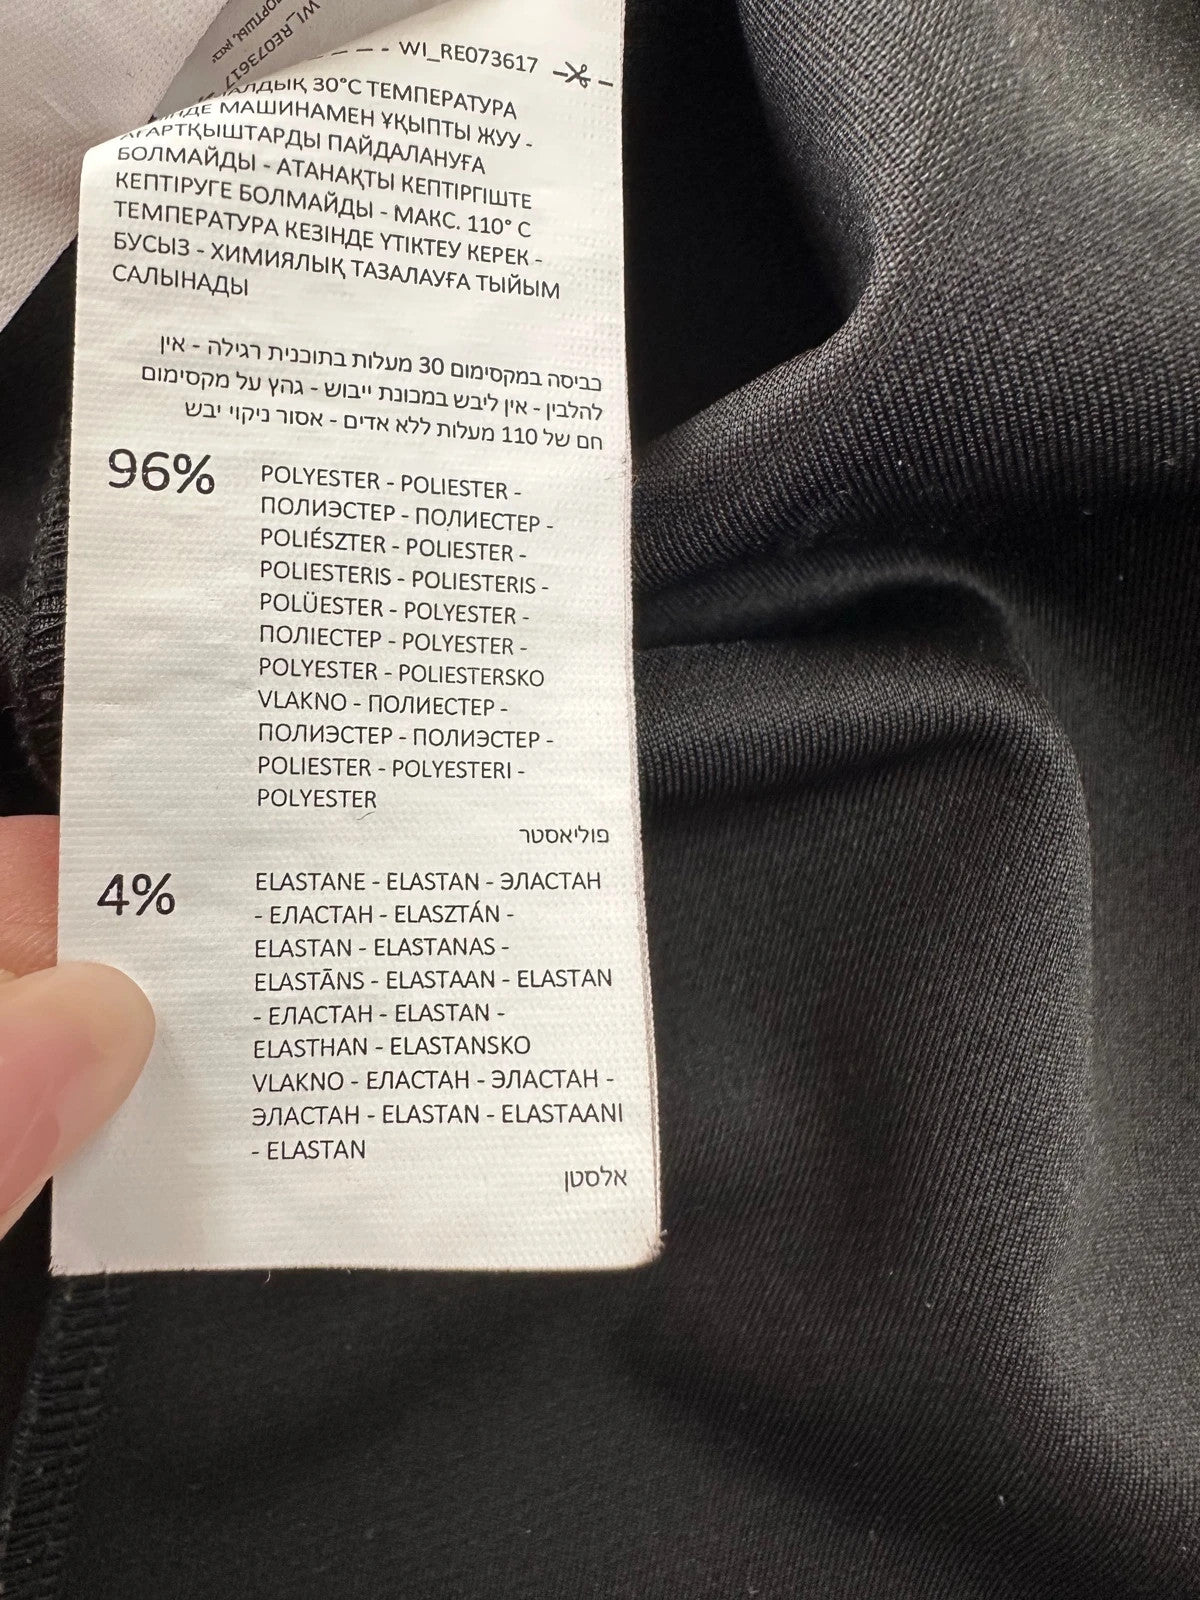 WI_RE073617
WI_RE073617
30°C ТЕМПЕРАТУРА
МАШИНАМЕН ҰҚЫПТЫ ЖУУ -
АҒАРТҚЫШТАРДЫ ПАЙДАЛАНУҒА
БОЛМАЙДЫ - АТАНАҚТЫ КЕПТІРГІШТЕ
КЕПТІРУГЕ БОЛМАЙДЫ - МАКС. 110° C
ТЕМПЕРАТУРА КЕЗІНДЕ ҮТІКТЕУ КЕРЕК -
БУСЫЗ - ХИМИЯЛЫҚ ТАЗАЛАУҒА ТЫЙЫМ
САЛЫНАДЫ
כביסה במקסימום 30 מעלות בתוכנית רגילה - אין
להלבין - אין ליבש במכונת ייבוש - גהץ על מקסימום
חם של 110 מעלות ללא אדים - אסור ניקוי יבש
96% POLYESTER - POLIESTER -
ПОЛИЭСТЕР - ПОЛИЕСТЕР -
POLIÉSZTER - POLIESTER -
POLIESTERIS - POLIESTERIS -
POLÜESTER - POLYESTER -
ПОЛІЕСТЕР - POLYESTER -
POLYESTER - POLIESTERSKO
VLAKNO - ПОЛИЕСТЕР -
ПОЛИЭСТЕР - ПОЛИЭСТЕР -
POLIESTER - POLYESTERI -
POLYESTER
פוליאסטר
4% ELASTANE - ELASTAN - ЭЛАСТАН
- ЕЛАСТАН - ELASZTÁN -
ELASTAN - ELASTANAS -
ELASTĀNS - ELASTAAN - ELASTAN
- ЕЛАСТАН - ELASTAN -
ELASTHAN - ELASTANSKO
VLAKNO - ЕЛАСТАН - ЭЛАСТАН -
ЭЛАСТАН - ELASTAN - ELASTAANI
- ELASTAN
אלסטן